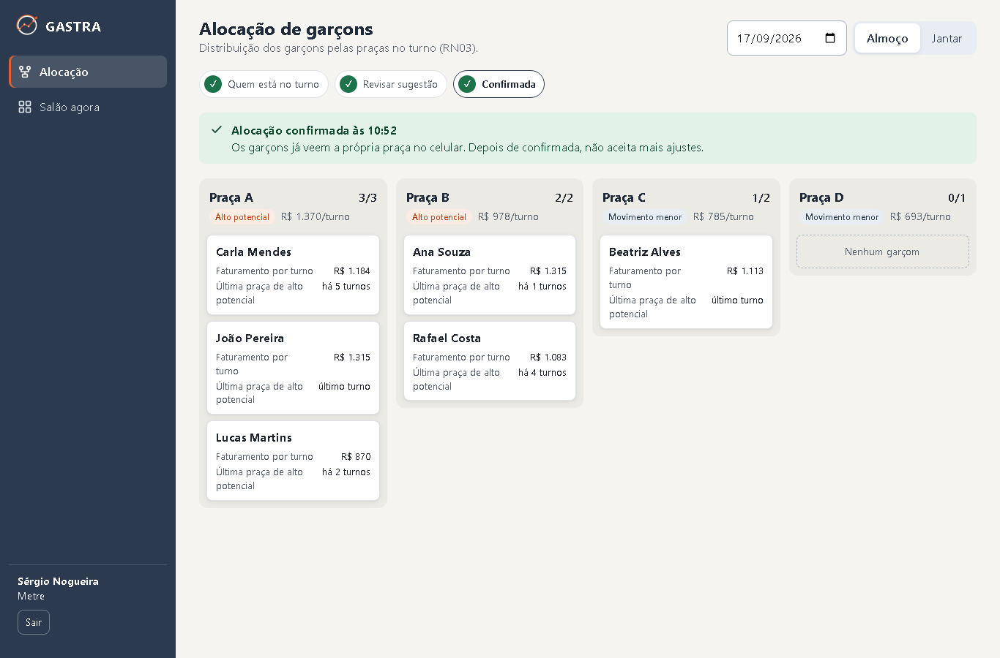 GASTRA
Alocação
Salão agora
Sérgio Nogueira
Metre
Sair
Alocação de garçons
Distribuição dos garçons pelas praças no turno (RN03).
17/09/2026
Almoço
Jantar
Quem está no turno
Revisar sugestão
Confirmada
Alocação confirmada às 10:52
Os garçons já veem a própria praça no celular. Depois de confirmada, não aceita mais ajustes.
Praça A 3/3
Alto potencial R$ 1.370/turno
Carla Mendes
Faturamento por turno R$ 1.184
Última praça de alto há 5 turnos
potencial
João Pereira
Faturamento por R$ 1.315
turno
Última praça de alto último turno
potencial
Lucas Martins
Faturamento por turno R$ 870
Última praça de alto há 2 turnos
potencial
Praça B 2/2
Alto potencial R$ 978/turno
Ana Souza
Faturamento por turno R$ 1.315
Última praça de alto há 1 turnos
potencial
Rafael Costa
Faturamento por turno R$ 1.083
Última praça de alto há 4 turnos
potencial
Praça C 1/2
Movimento menor R$ 785/turno
Beatriz Alves
Faturamento por R$ 1.113
turno
Última praça de alto último turno
potencial
Praça D 0/1
Movimento menor R$ 693/turno
Nenhum garçom